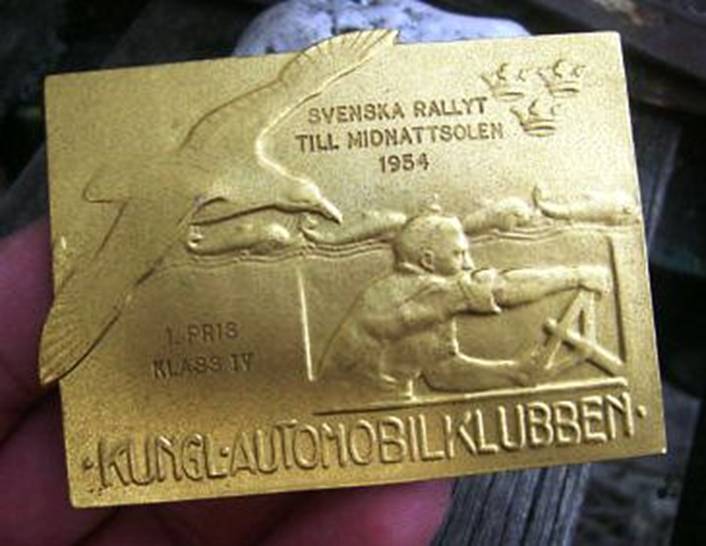 SVENSKA RALLYT
TILL MIDNATTSOLEN
1954
1. PRIS
KLASS IV
·KUNGL·AUTOMOBILKLUBBEN·